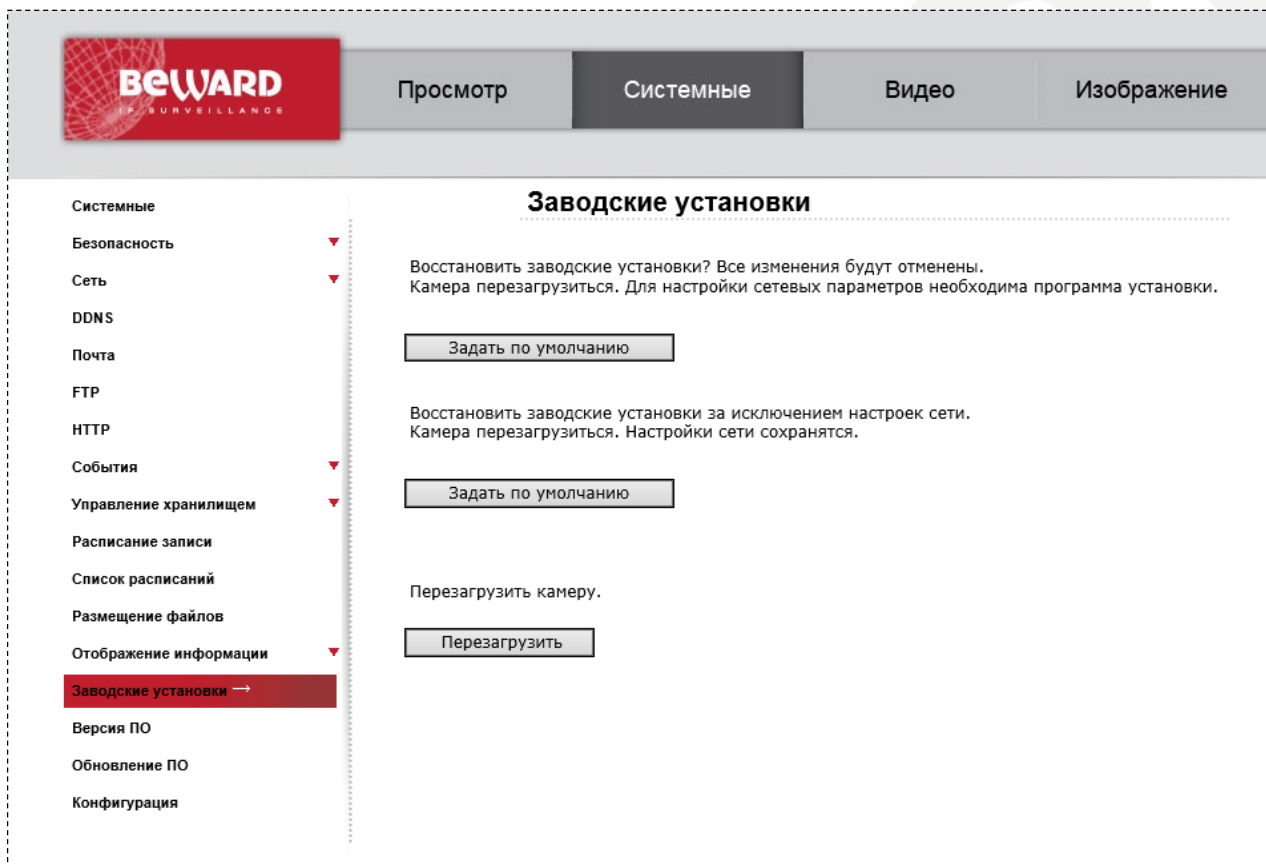 BEWARD
IP SURVEILLANCE
Просмотр
Системные
Видео
Изображение
Системные
Безопасность
Сеть
DDNS
Почта
FTP
HTTP
События
Управление хранилищем
Расписание записи
Список расписаний
Размещение файлов
Отображение информации
Заводские установки →
Версия ПО
Обновление ПО
Конфигурация
Заводские установки
Восстановить заводские установки? Все изменения будут отменены.
Камера перезагрузиться. Для настройки сетевых параметров необходима программа установки.
Задать по умолчанию
Восстановить заводские установки за исключением настроек сети.
Камера перезагрузиться. Настройки сети сохранятся.
Задать по умолчанию
Перезагрузить камеру.
Перезагрузить